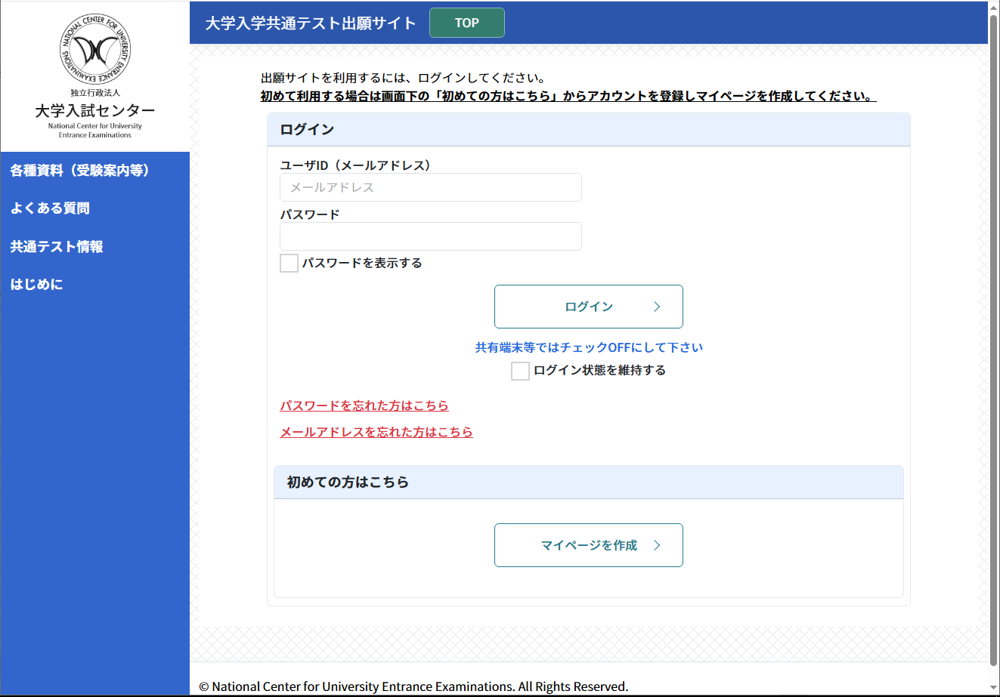 NATIONAL CENTER FOR UNIVERSITY ENTRANCE EXAMINATIONS
独立行政法人
大学入試センター
National Center for University
Entrance Examinations
各種資料（受験案内等）
よくある質問
共通テスト情報
はじめに
大学入学共通テスト出願サイト
TOP
出願サイトを利用するには、ログインしてください。
初めて利用する場合は画面下の「初めての方はこちら」からアカウントを登録しマイページを作成してください。
ログイン
ユーザID（メールアドレス）
メールアドレス
パスワード
パスワードを表示する
ログイン
共有端末等ではチェックOFFにして下さい
ログイン状態を維持する
パスワードを忘れた方はこちら
メールアドレスを忘れた方はこちら
初めての方はこちら
マイページを作成
© National Center for University Entrance Examinations. All Rights Reserved.